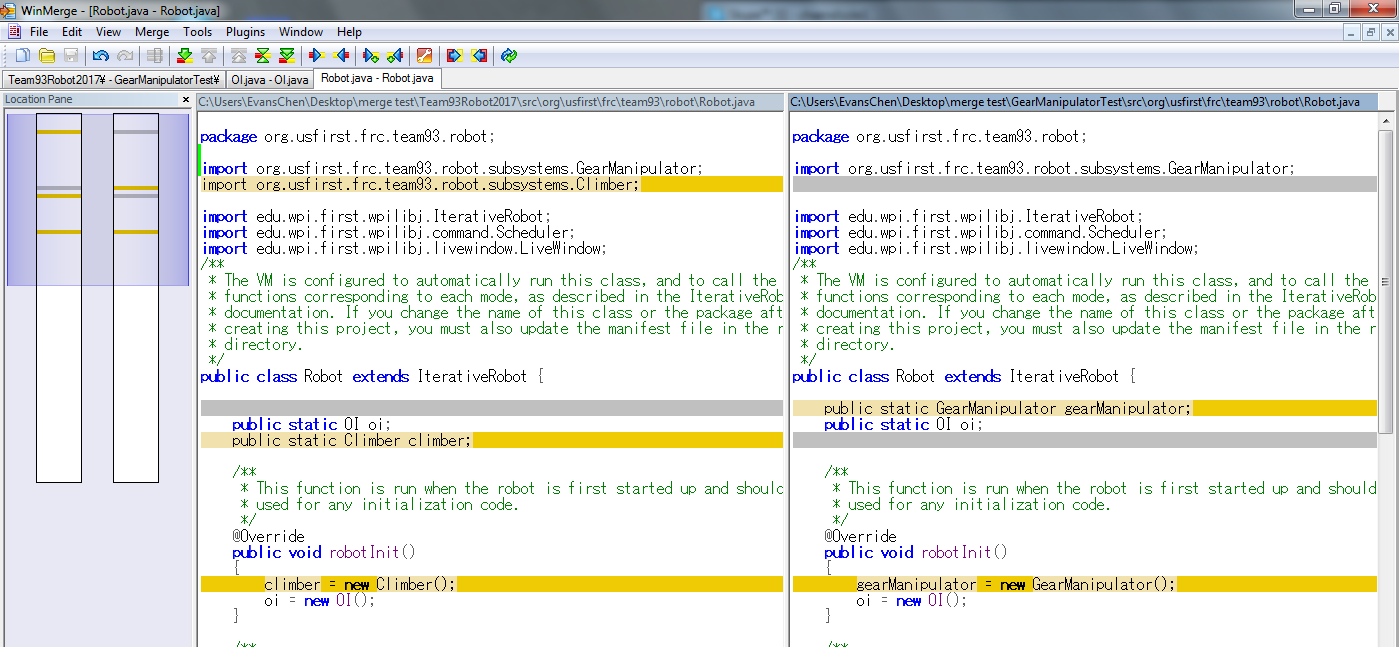 WinMerge - [Robot.java - Robot.java]
File Edit View Merge Tools Plugins Window Help
Team93Robot2017¥ - GearManipulatorTest¥ OI.java - OI.java Robot.java - Robot.java
Location Pane x
C:\Users\EvansChen\Desktop\merge test\Team93Robot2017\src\org\usfirst\frc\team93\robot\Robot.java
package org.usfirst.frc.team93.robot;
import org.usfirst.frc.team93.robot.subsystems.GearManipulator;
import org.usfirst.frc.team93.robot.subsystems.Climber;
import edu.wpi.first.wpilibj.IterativeRobot;
import edu.wpi.first.wpilibj.command.Scheduler;
import edu.wpi.first.wpilibj.livewindow.LiveWindow;
/**
* The VM is configured to automatically run this class, and to call the
* functions corresponding to each mode, as described in the IterativeRob
* documentation. If you change the name of this class or the package aft
* creating this project, you must also update the manifest file in the r
* directory.
*/
public class Robot extends IterativeRobot {
public static OI oi;
public static Climber climber;
/**
* This function is run when the robot is first started up and should
* used for any initialization code.
*/
@Override
public void robotInit()
{
climber = new Climber();
oi = new OI();
}
/**
C:\Users\EvansChen\Desktop\merge test\GearManipulatorTest\src\org\usfirst\frc\team93\robot\Robot.java
package org.usfirst.frc.team93.robot;
import org.usfirst.frc.team93.robot.subsystems.GearManipulator;
import edu.wpi.first.wpilibj.IterativeRobot;
import edu.wpi.first.wpilibj.command.Scheduler;
import edu.wpi.first.wpilibj.livewindow.LiveWindow;
/**
* The VM is configured to automatically run this class, and to call the
* functions corresponding to each mode, as described in the IterativeRob
* documentation. If you change the name of this class or the package aft
* creating this project, you must also update the manifest file in the r
* directory.
*/
public class Robot extends IterativeRobot {
public static GearManipulator gearManipulator;
public static OI oi;
/**
* This function is run when the robot is first started up and should
* used for any initialization code.
*/
@Override
public void robotInit()
{
gearManipulator = new GearManipulator();
oi = new OI();
}
/**